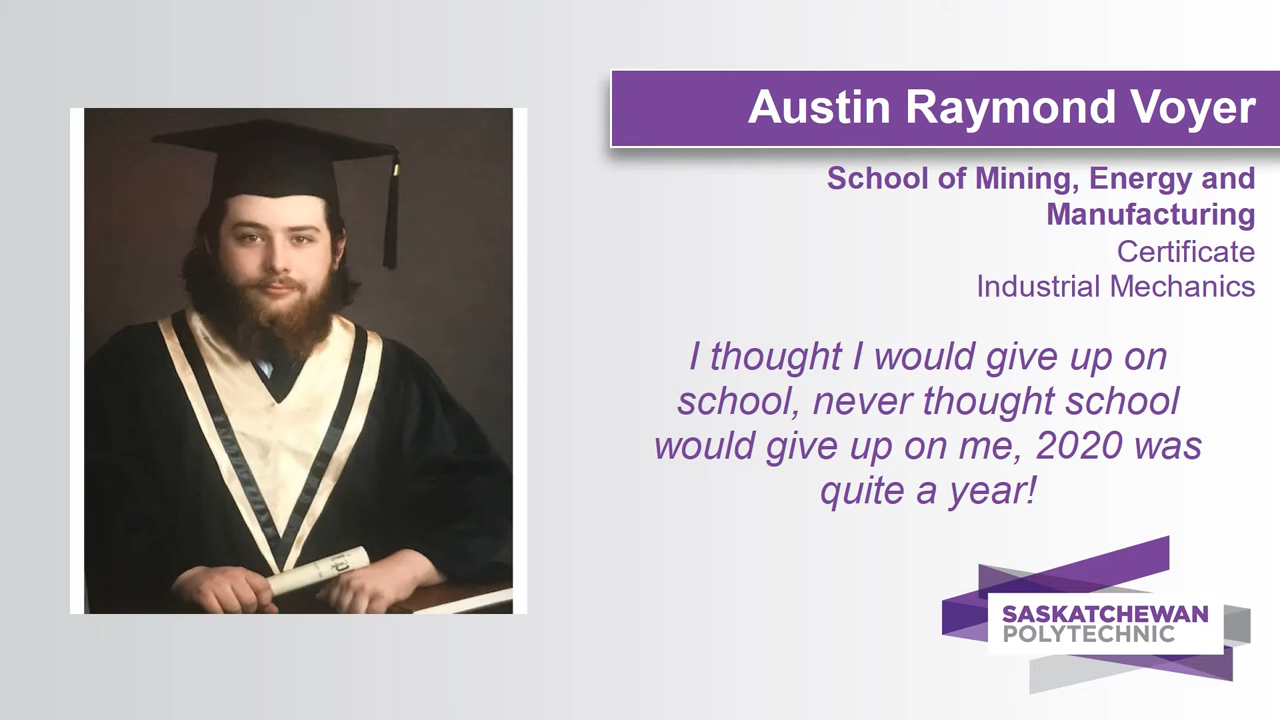 Austin Raymond Voyer
School of Mining, Energy and
Manufacturing
Certificate
Industrial Mechanics
I thought I would give up on
school, never thought school
would give up on me, 2020 was
quite a year!
SASKATCHEWAN
POLYTECHNIC